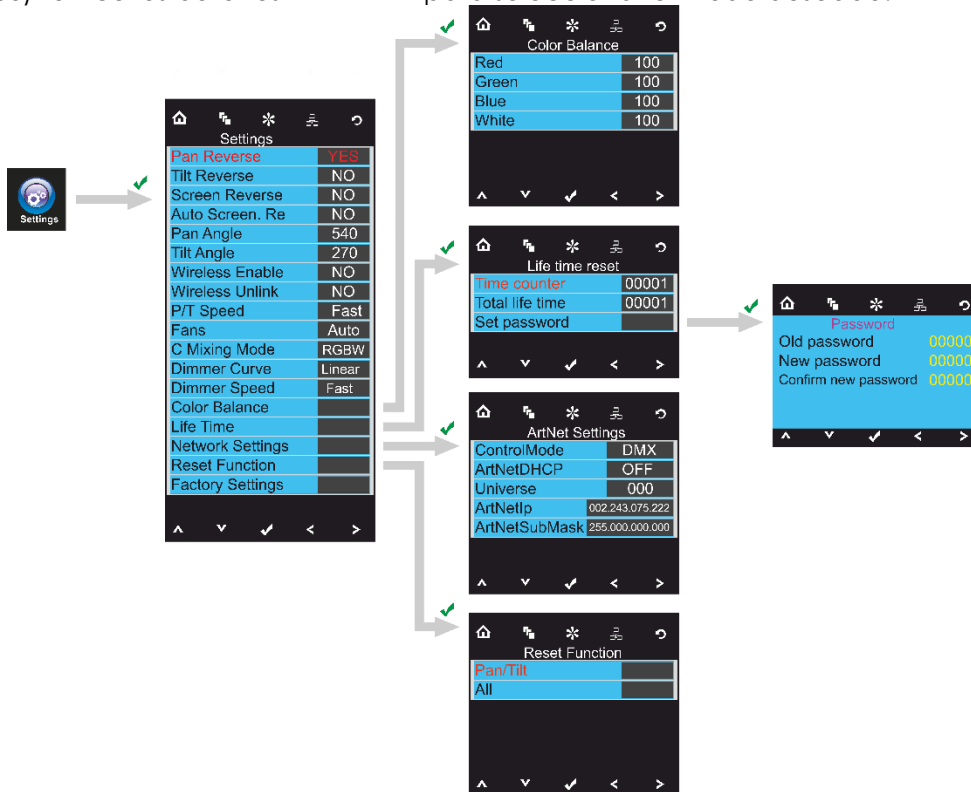 Settings
Settings
Pan Reverse YES
Tilt Reverse NO
Screen Reverse NO
Auto Screen. Re NO
Pan Angle 540
Tilt Angle 270
Wireless Enable NO
Wireless Unlink NO
P/T Speed Fast
Fans Auto
C Mixing Mode RGBW
Dimmer Curve Linear
Dimmer Speed Fast
Color Balance
Life Time
Network Settings
Reset Function
Factory Settings
Color Balance
Red 100
Green 100
Blue 100
White 100
Life time reset
Time counter 00001
Total life time 00001
Set password
Password
Old password 00000
New password 00000
Confirm new password 00000
ArtNet Settings
ControlMode DMX
ArtNetDHCP OFF
Universe 000
ArtNetIp 002.243.075.222
ArtNetSubMask 255.000.000.000
Reset Function
Pan/Tilt
All